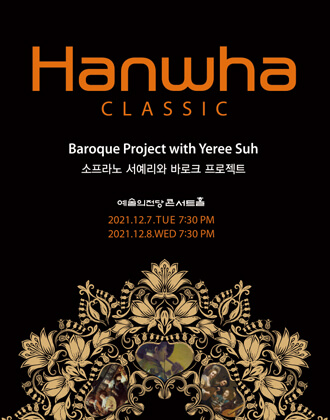 Hanwha
CLASSIC
Baroque Project with Yeree Suh
소프라노 서예리와 바로크 프로젝트
예술의전당 콘서트홀
2021.12.7.TUE 7:30 PM
2021.12.8.WED 7:30 PM